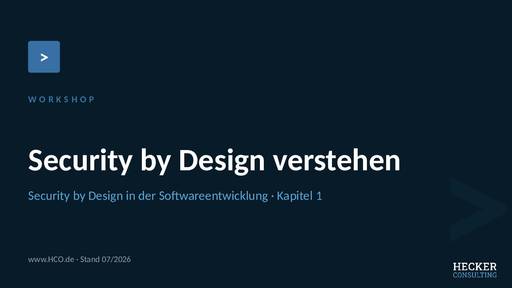 >
WORKSHOP
Security by Design verstehen
Security by Design in der Softwareentwicklung · Kapitel 1
www.HCO.de · Stand 07/2026
HECKER
CONSULTING